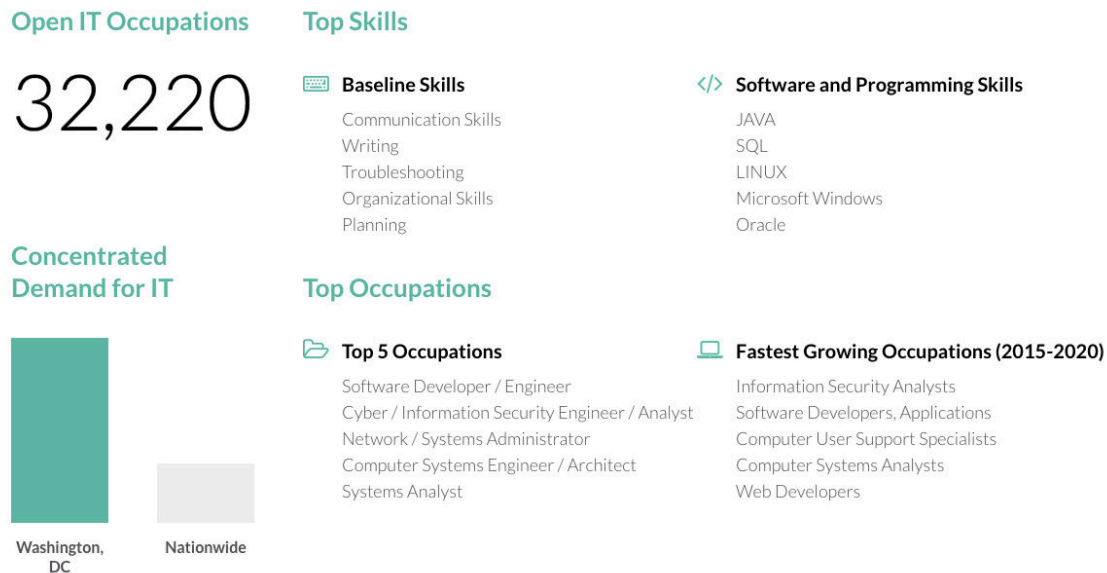 Open IT Occupations
32,220
Concentrated
Demand for IT
Washington,
DC
Nationwide
Top Skills
Baseline Skills
Communication Skills
Writing
Troubleshooting
Organizational Skills
Planning
Software and Programming Skills
JAVA
SQL
LINUX
Microsoft Windows
Oracle
Top Occupations
Top 5 Occupations
Software Developer / Engineer
Cyber / Information Security Engineer / Analyst
Network / Systems Administrator
Computer Systems Engineer / Architect
Systems Analyst
Fastest Growing Occupations (2015-2020)
Information Security Analysts
Software Developers, Applications
Computer User Support Specialists
Computer Systems Analysts
Web Developers